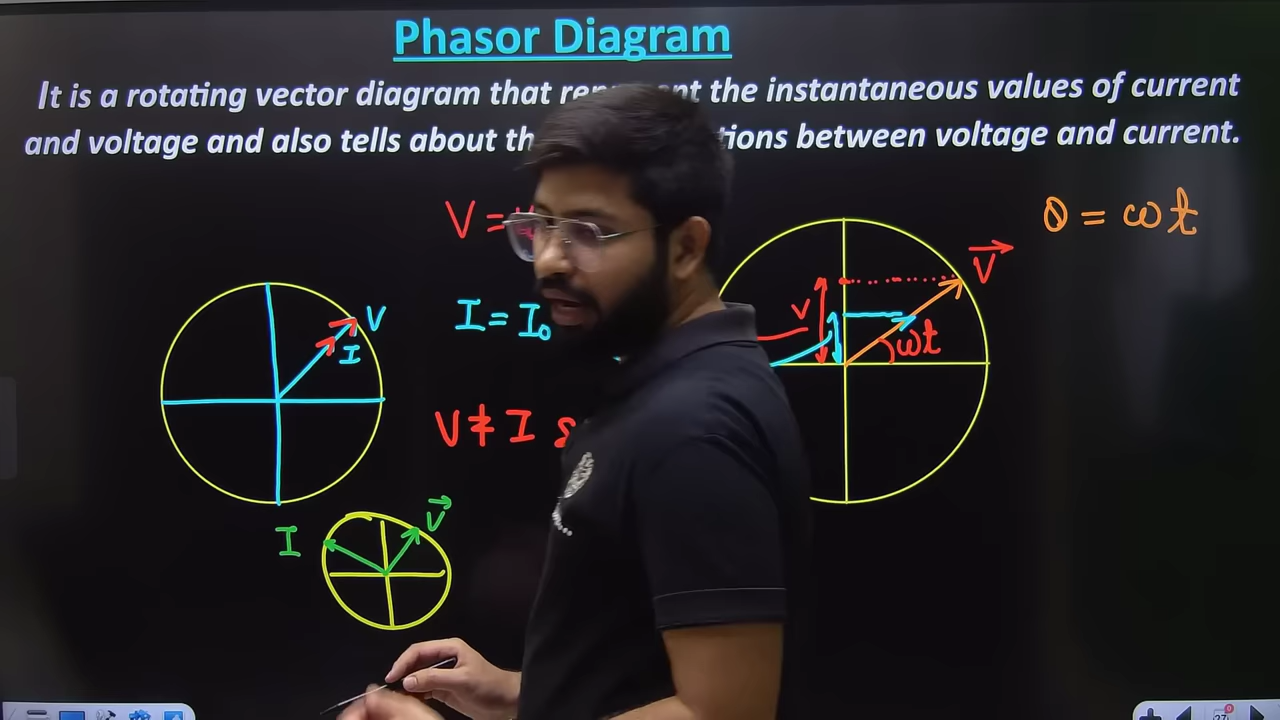 Phasor Diagram
It is a rotating vector diagram that the instantaneous values of current
and voltage and also tells about between voltage and current.
V =
θ = ωt
V
V
V
I = I₀
I
ωt
V ≠ I
V
I